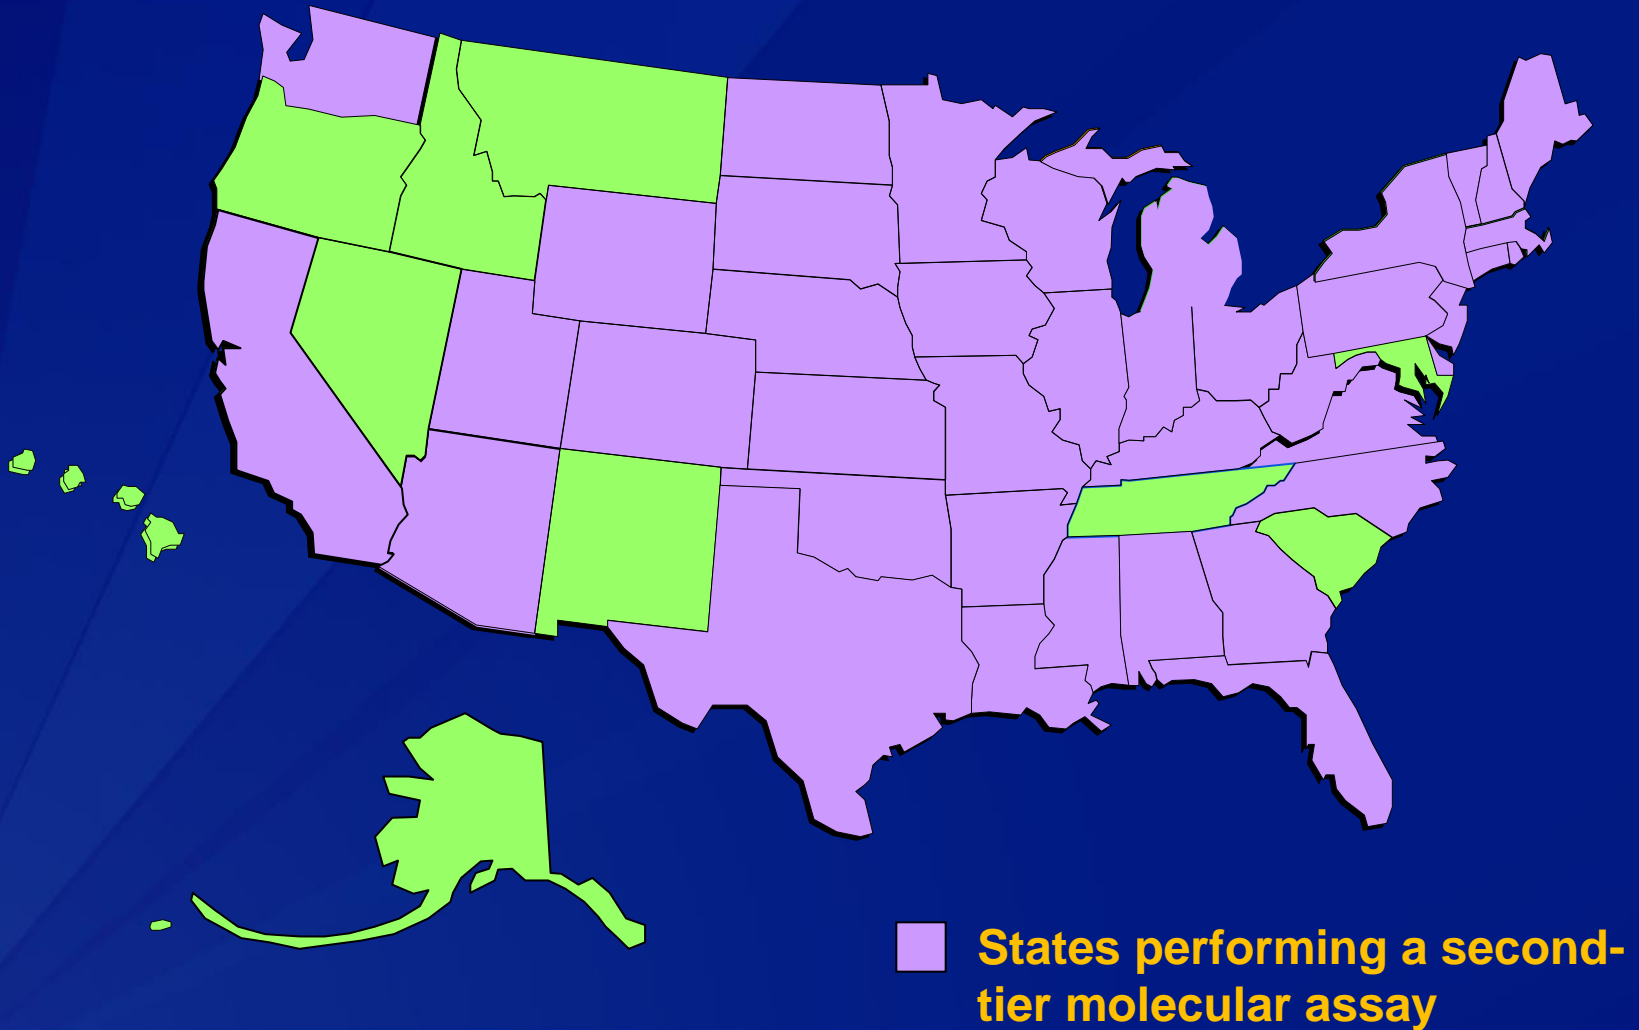 States performing a second-
tier molecular assay